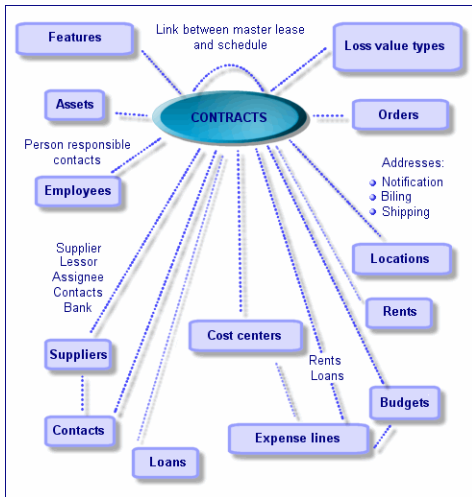 Features
Link between master lease
and schedule
Loss value types
Assets
CONTRACTS
Orders
Person responsible
contacts
Employees
Addresses:
Notification
Biling
Shipping
Supplier
Lessor
Assignee
Contacts
Bank
Locations
Rents
Cost centers
Suppliers
Rents
Loans
Budgets
Contacts
Expense lines
Loans